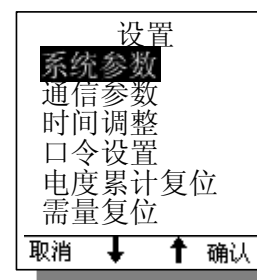 设置
系统参数
通信参数
时间调整
口令设置
电度累计复位
需量复位
取消 ↓ ↑ 确认